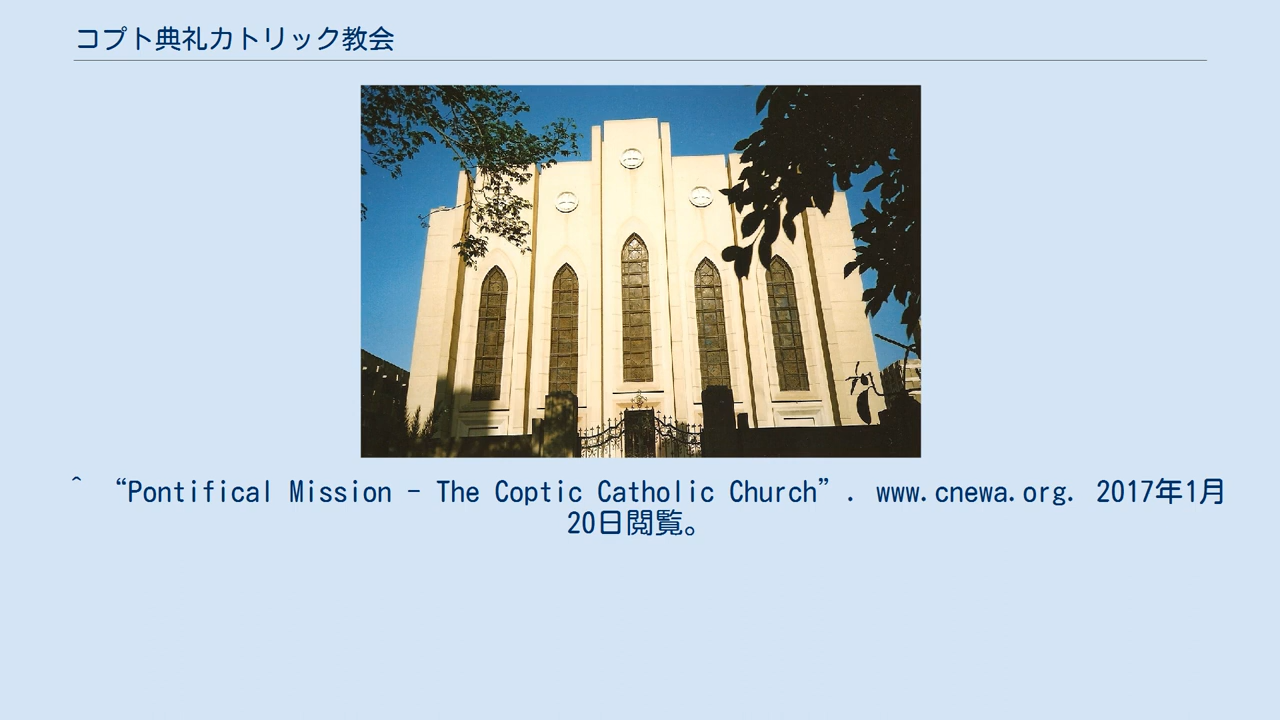 コプト典礼カトリック教会
^ “Pontifical Mission - The Coptic Catholic Church”. www.cnewa.org. 2017年1月
20日閲覧。